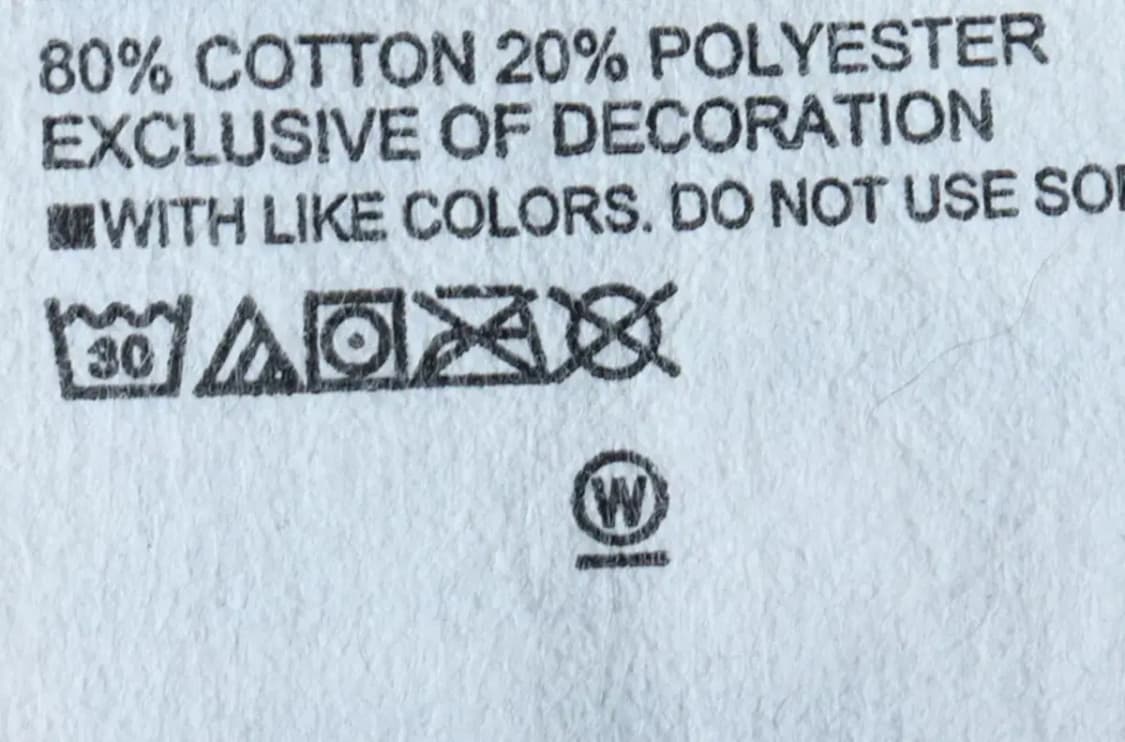 80% COTTON 20% POLYESTER
EXCLUSIVE OF DECORATION
WITH LIKE COLORS. DO NOT USE
30
W